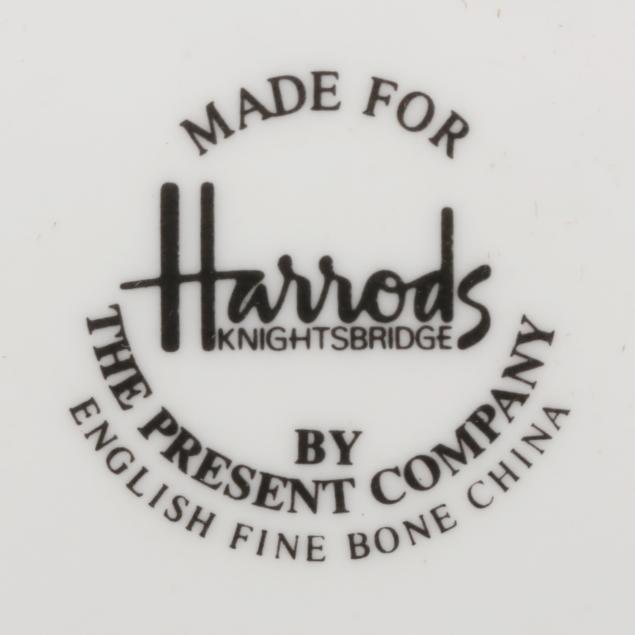 MADE FOR
Harrods
KNIGHTSBRIDGE
BY
THE PRESENT COMPANY
ENGLISH FINE BONE CHINA